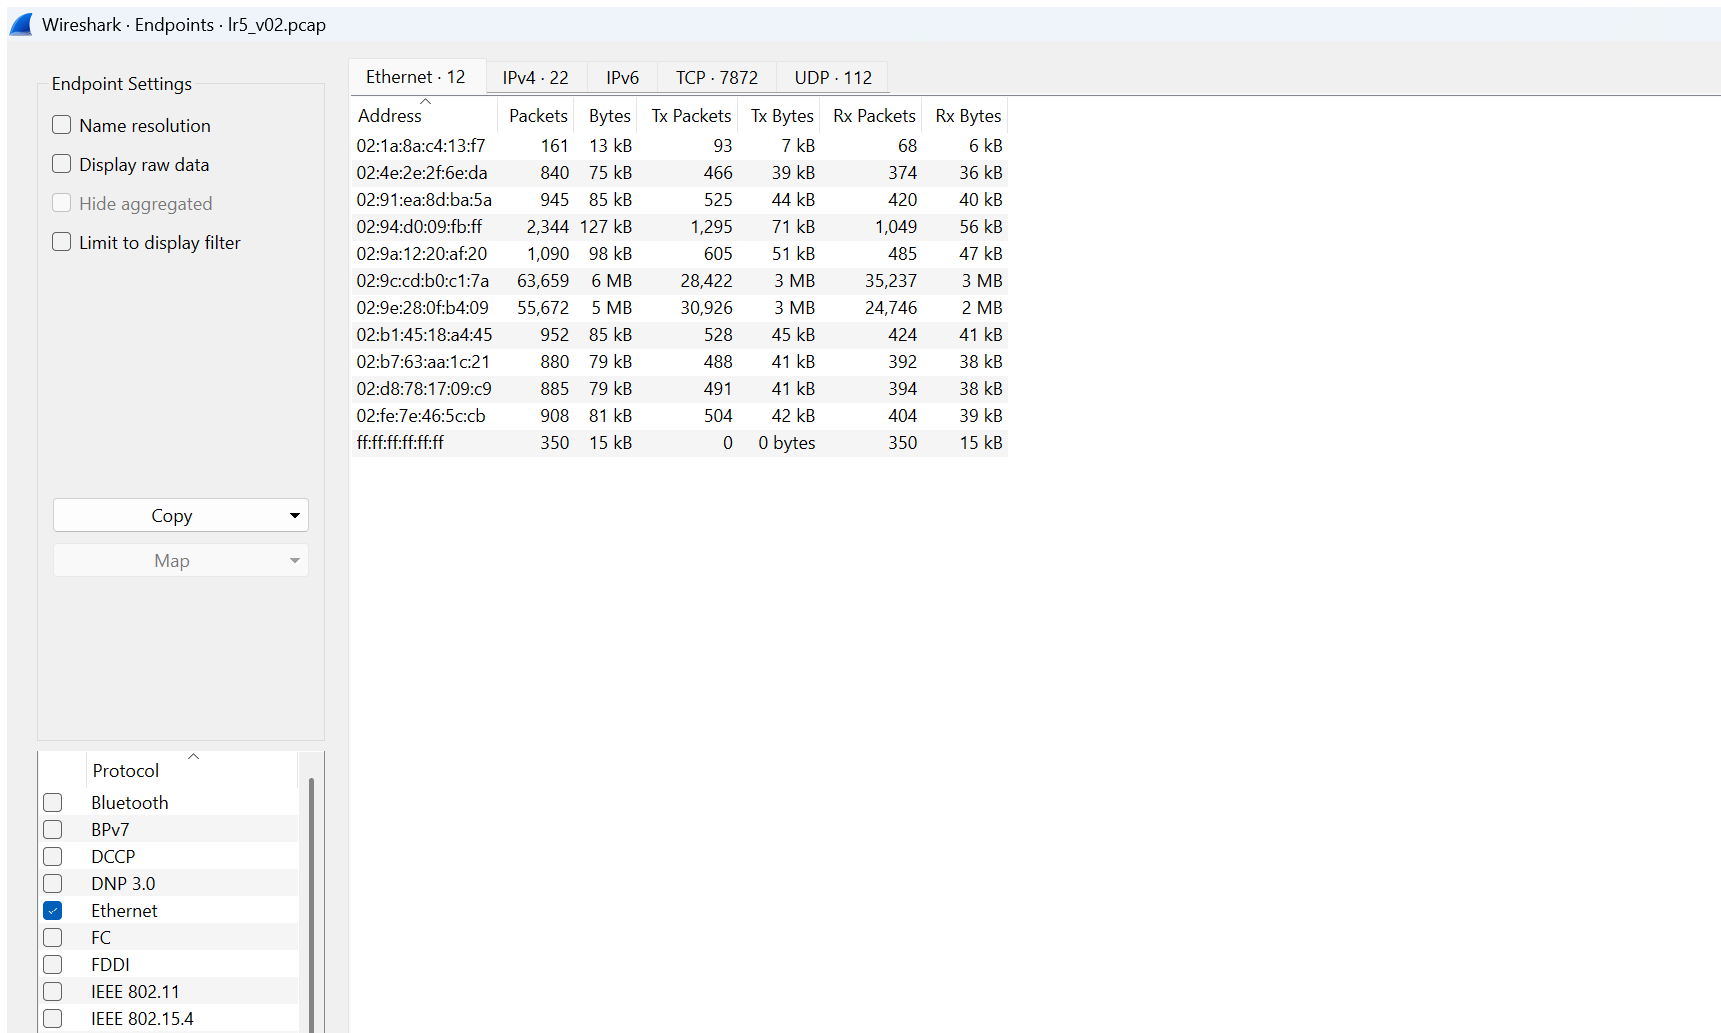 Wireshark · Endpoints · lr5_v02.pcap
Endpoint Settings
Name resolution
Display raw data
Hide aggregated
Limit to display filter
Copy
Map
Protocol
Bluetooth
BPv7
DCCP
DNP 3.0
Ethernet
FC
FDDI
IEEE 802.11
IEEE 802.15.4
Ethernet · 12 IPv4 · 22 IPv6 TCP · 7872 UDP · 112
Address Packets Bytes Tx Packets Tx Bytes Rx Packets Rx Bytes
02:1a:8a:c4:13:f7 161 13 kB 93 7 kB 68 6 kB
02:4e:2e:2f:6e:da 840 75 kB 466 39 kB 374 36 kB
02:91:ea:8d:ba:5a 945 85 kB 525 44 kB 420 40 kB
02:94:d0:09:fb:ff 2,344 127 kB 1,295 71 kB 1,049 56 kB
02:9a:12:20:af:20 1,090 98 kB 605 51 kB 485 47 kB
02:9c:cd:b0:c1:7a 63,659 6 MB 28,422 3 MB 35,237 3 MB
02:9e:28:0f:b4:09 55,672 5 MB 30,926 3 MB 24,746 2 MB
02:b1:45:18:a4:45 952 85 kB 528 45 kB 424 41 kB
02:b7:63:aa:1c:21 880 79 kB 488 41 kB 392 38 kB
02:d8:78:17:09:c9 885 79 kB 491 41 kB 394 38 kB
02:fe:7e:46:5c:cb 908 81 kB 504 42 kB 404 39 kB
ff:ff:ff:ff:ff:ff 350 15 kB 0 0 bytes 350 15 kB